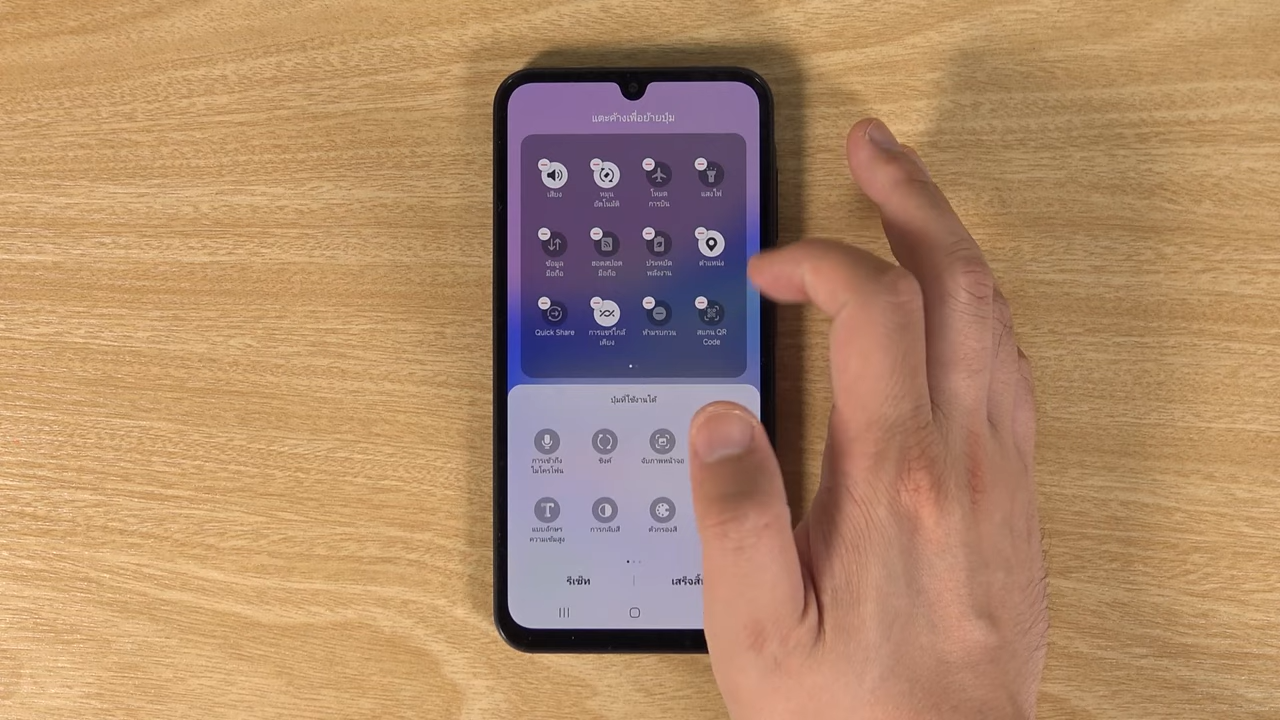 แตะค้างเพื่อย้ายปุ่ม
เสียง
หมุน
อัตโนมัติ
โหมด
การบิน
แสงไฟ
ข้อมูล
มือถือ
ฮอตสปอต
มือถือ
ประหยัด
พลังงาน
ตำแหน่ง
Quick Share
การแชร์ใกล้
เคียง
ห้ามรบกวน
สแกน QR
Code
ปุ่มที่ใช้งานได้
การเข้าถึง
ไมโครโฟน
ซิงค์
จับภาพหน้าจอ
แบบอักษร
ความเข้มสูง
การกลับสี
ตัวกรองสี
รีเซ็ท